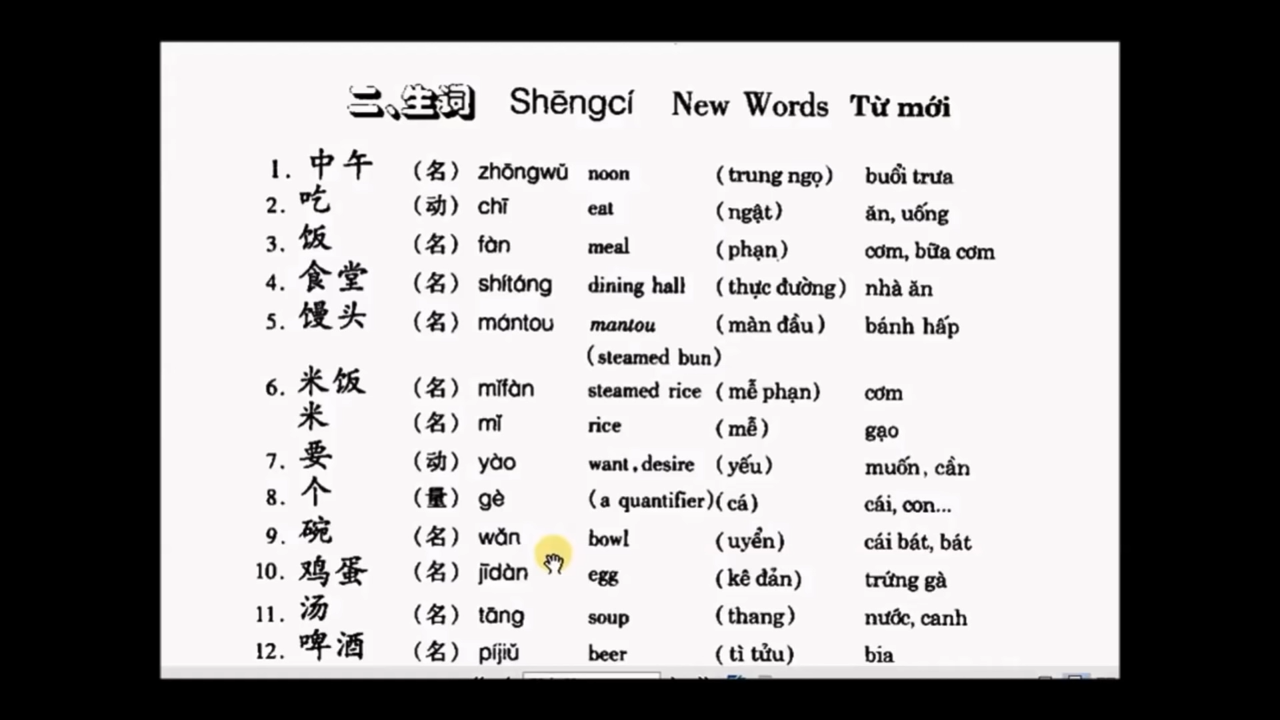 二、生词 Shēngcí New Words Từ mới
1. 中午 (名) zhōngwǔ noon (trung ngọ) buổi trưa
2. 吃 (动) chī eat (ngật) ăn, uống
3. 饭 (名) fàn meal (phạn) cơm, bữa cơm
4. 食堂 (名) shítáng dining hall (thực đường) nhà ăn
5. 馒头 (名) mántou mantou (màn đầu) bánh hấp
(steamed bun)
6. 米饭 (名) mǐfàn steamed rice (mễ phạn) cơm
米 (名) mǐ rice (mễ) gạo
7. 要 (动) yào want, desire (yếu) muốn, cần
8. 个 (量) gè (a quantifier) (cá) cái, con...
9. 碗 (名) wǎn bowl (uyển) cái bát, bát
10. 鸡蛋 (名) jīdàn egg (kê đản) trứng gà
11. 汤 (名) tāng soup (thang) nước, canh
12. 啤酒 (名) píjiǔ beer (tì tửu) bia